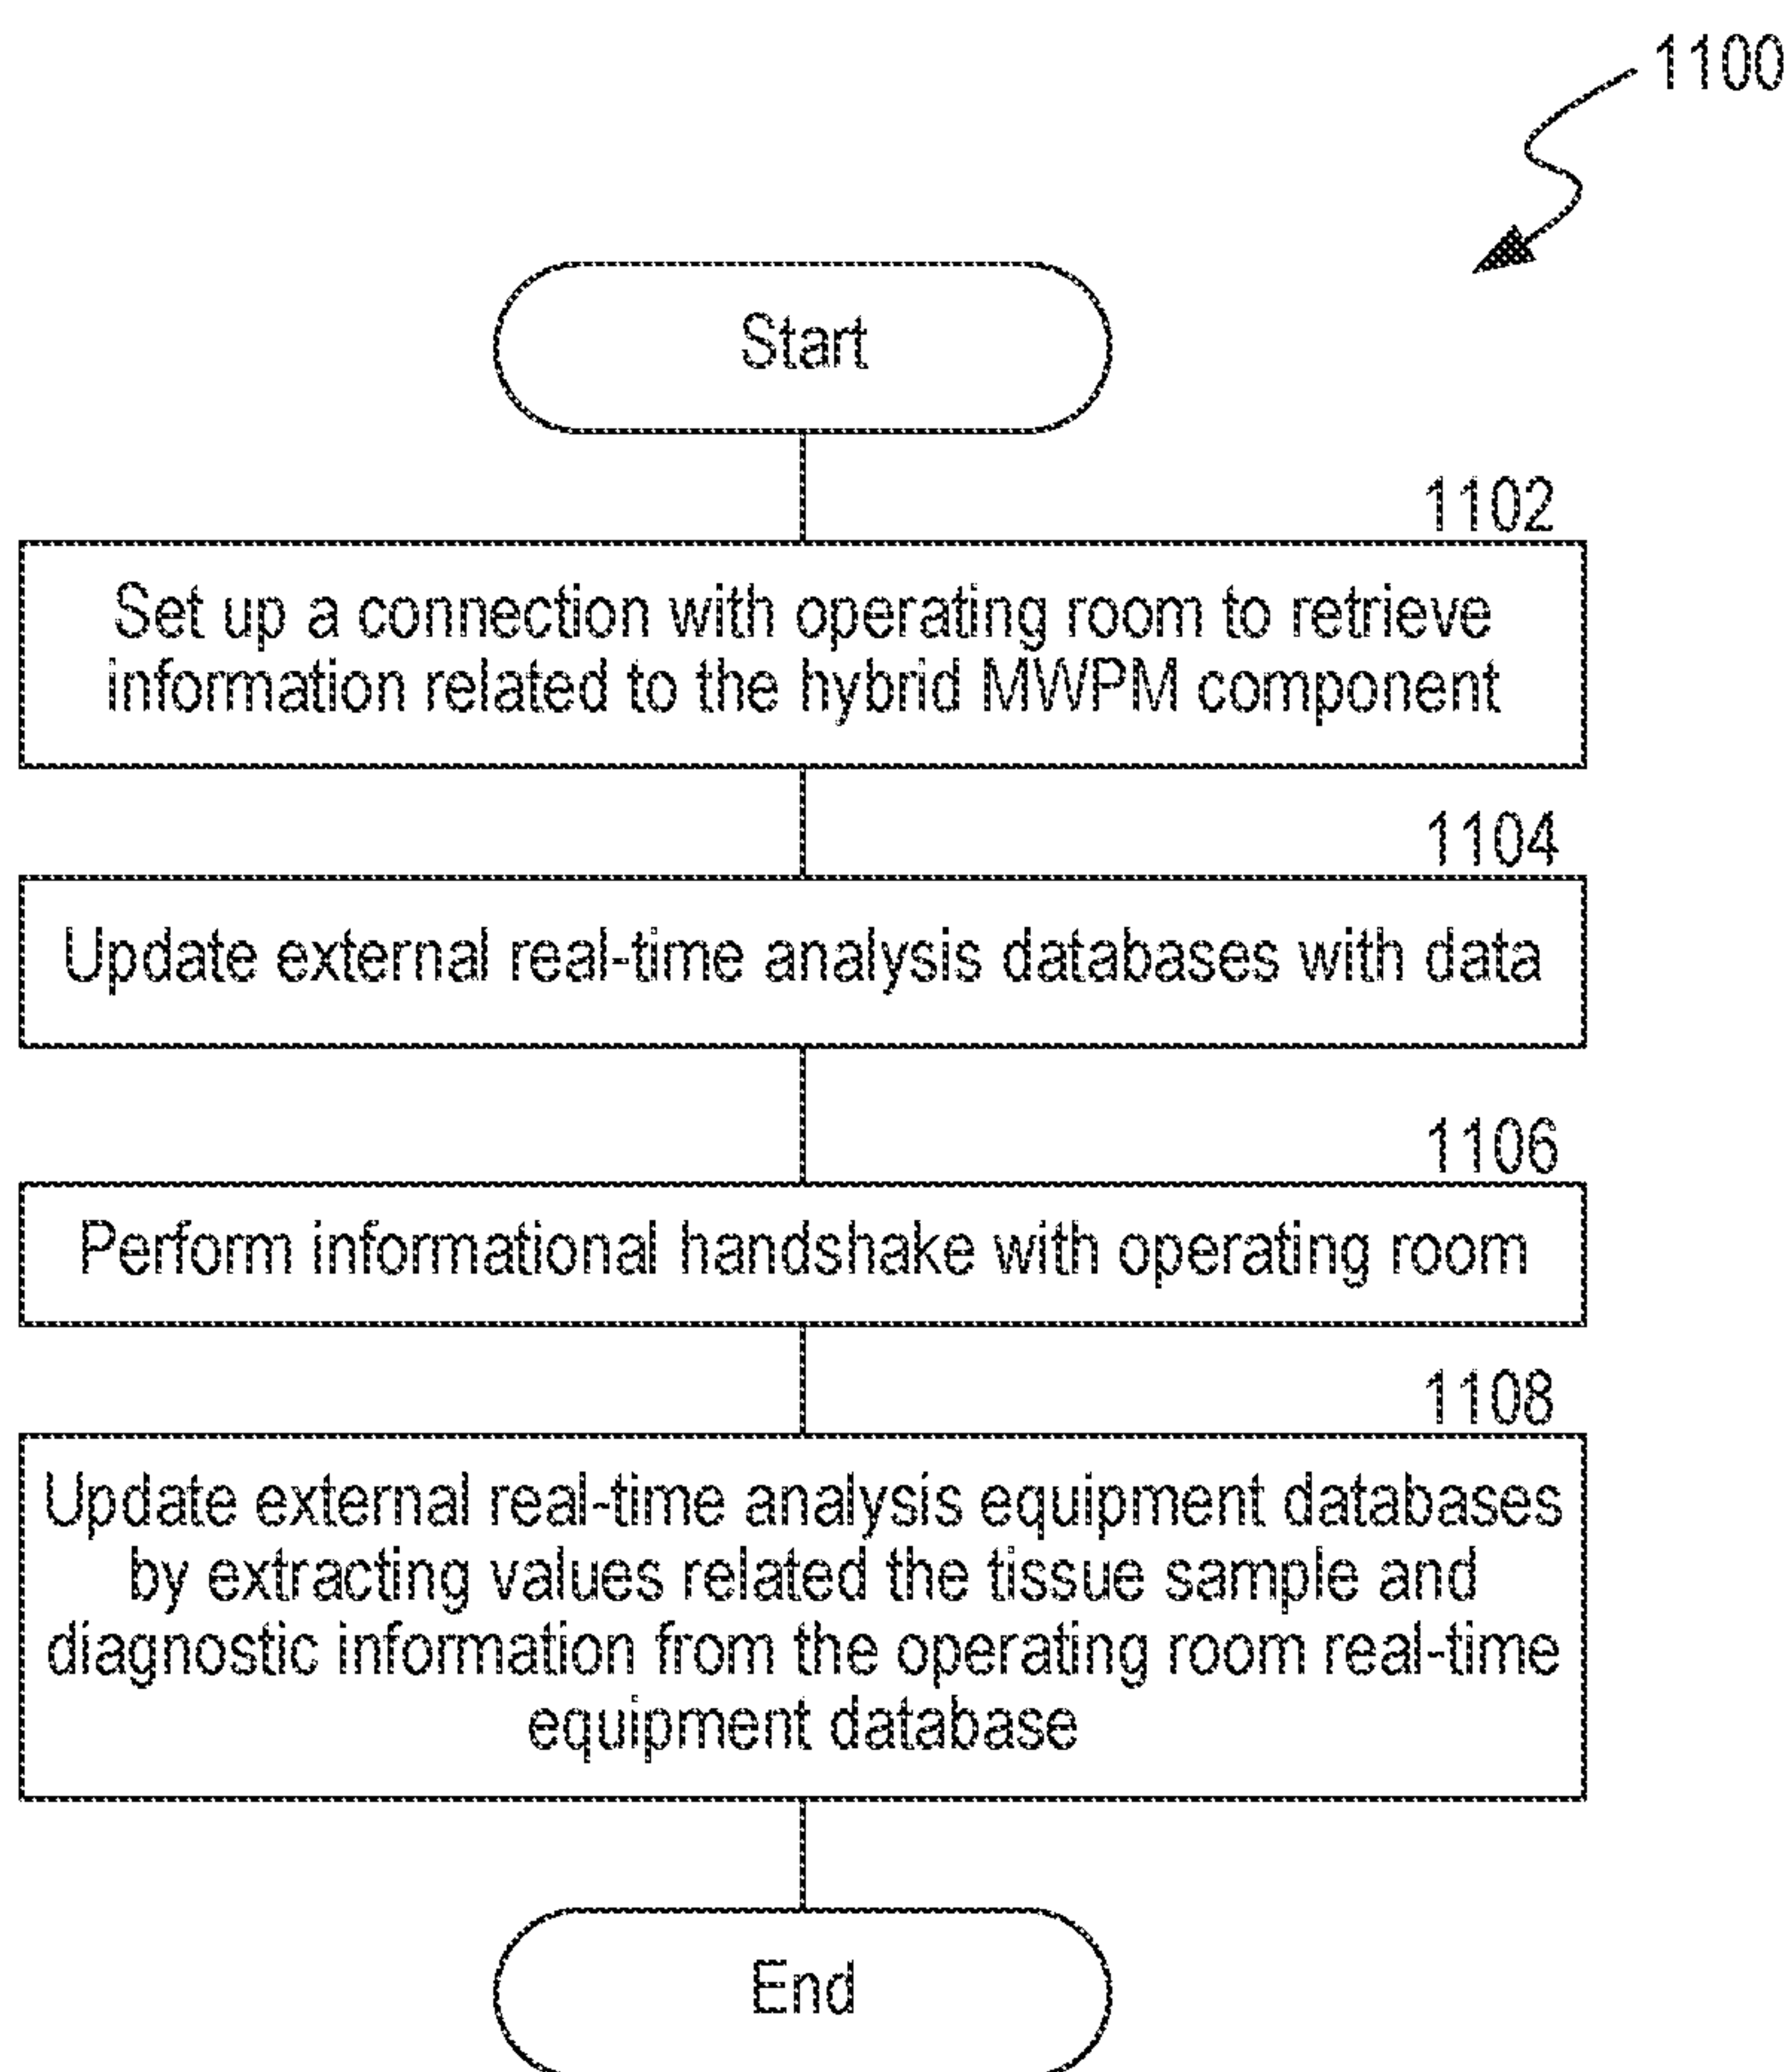 1100
Start
1102
Set up a connection with operating room to retrieve
information related to the hybrid MWPM component
1104
Update external real-time analysis databases with data
1106
Perform informational handshake with operating room
1108
Update external real-time analysis equipment databases
by extracting values related the tissue sample and
diagnostic information from the operating room real-time
equipment database
End